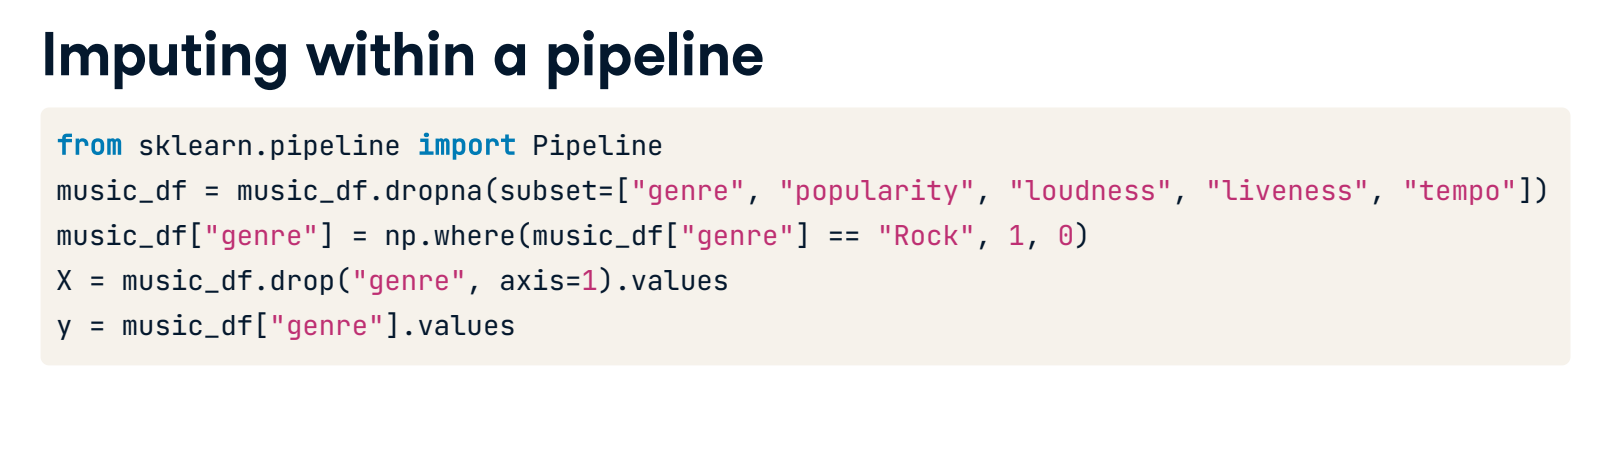 Imputing within a pipeline
from sklearn.pipeline import Pipeline
music_df = music_df.dropna(subset=["genre", "popularity", "loudness", "liveness", "tempo"])
music_df["genre"] = np.where(music_df["genre"] == "Rock", 1, 0)
X = music_df.drop("genre", axis=1).values
y = music_df["genre"].values